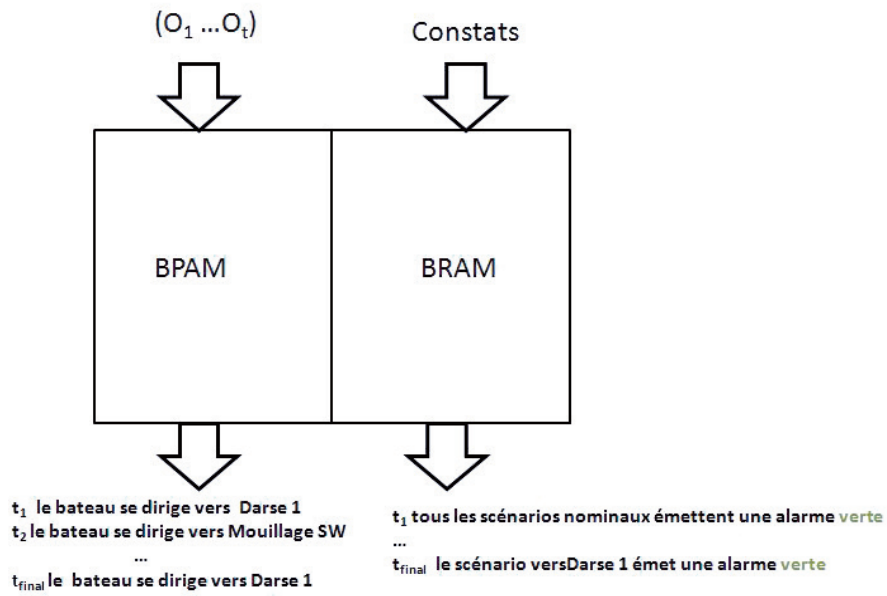 (O₁ ...Oₜ)
Constats
BPAM
BRAM
t₁ le bateau se dirige vers Darse 1
t₂ le bateau se dirige vers Mouillage SW
...
t_final le bateau se dirige vers Darse 1
t₁ tous les scénarios nominaux émettent une alarme verte
...
t_final le scénario versDarse 1 émet une alarme verte